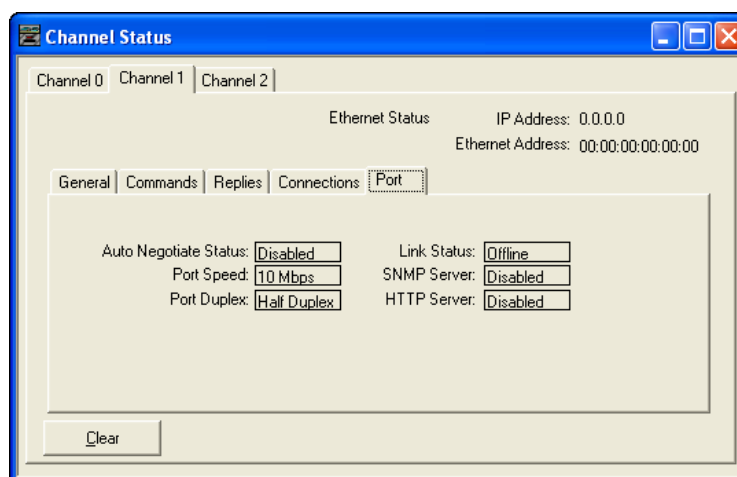 Channel Status
Channel 0 Channel 1 Channel 2
Ethernet Status IP Address: 0.0.0.0
Ethernet Address: 00:00:00:00:00:00
General Commands Replies Connections Port
Auto Negotiate Status: Disabled Link Status: Offline
Port Speed: 10 Mbps SNMP Server: Disabled
Port Duplex: Half Duplex HTTP Server: Disabled
Clear